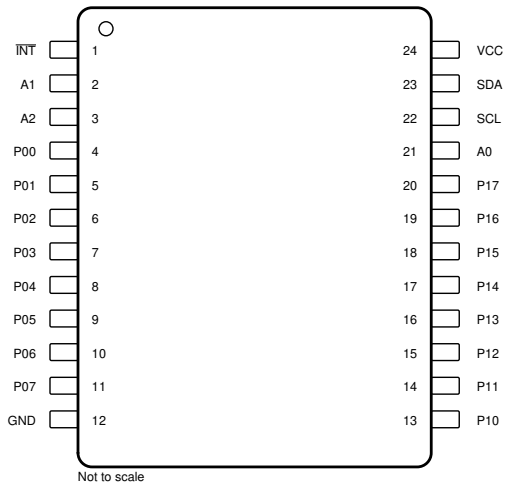 INT 1 24 VCC
A1 2 23 SDA
A2 3 22 SCL
P00 4 21 A0
P01 5 20 P17
P02 6 19 P16
P03 7 18 P15
P04 8 17 P14
P05 9 16 P13
P06 10 15 P12
P07 11 14 P11
GND 12 13 P10
Not to scale